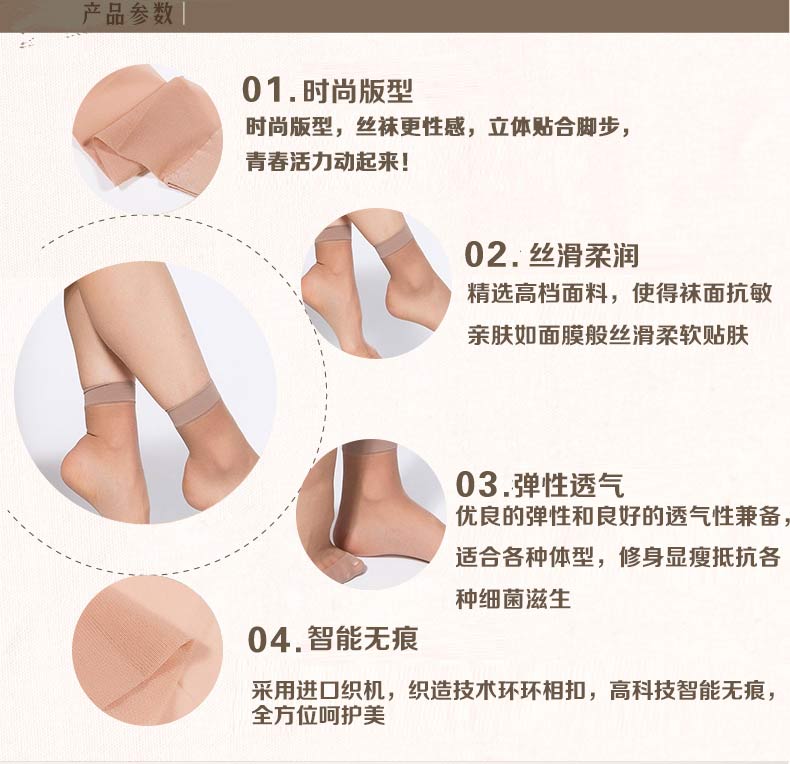 产品参数
01.时尚版型
时尚版型，丝袜更性感，立体贴合脚步，
青春活力动起来！
02.丝滑柔润
精选高档面料，使得袜面抗敏
亲肤如面膜般丝滑柔软贴肤
03.弹性透气
优良的弹性和良好的透气性兼备，
适合各种体型，修身显瘦抵抗各
种细菌滋生
04.智能无痕
采用进口织机，织造技术环环相扣，高科技智能无痕，
全方位呵护美